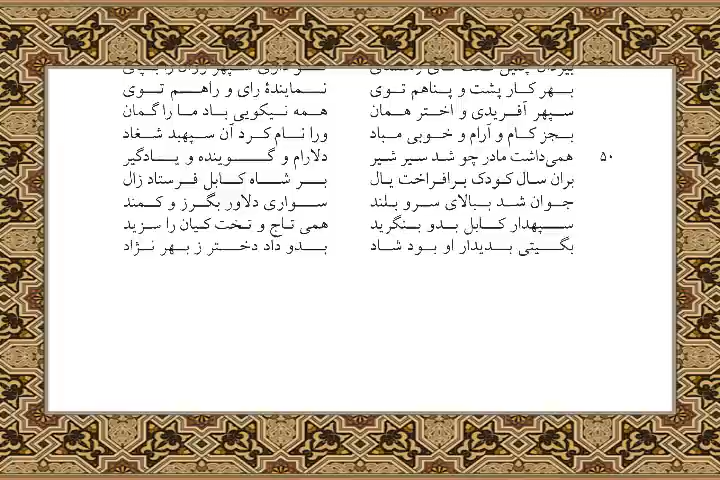 بهر کار پشت و پناهم توی نمایندهٔ رای و راهم توی
سپهر آفریدی و اختر همان همه نیکویی باد ما را گمان
بجز کام و آرام و خوبی مباد ورا نام کرد آن سپهبد شغاد
۵۰ همی‌داشت مادر چو شد سیر شیر دلارام و گوینده و یادگیر
بران سال کودک برافراخت یال بر شاه کابل فرستاد زال
جوان شد ببالای سرو بلند سواری دلاور بگرز و کمند
سپهدار کابل بدو بنگرید همی تاج و تخت کیان را سزید
بگیتی بدیدار او بود شاد بدو داد دختر ز بهر نژاد